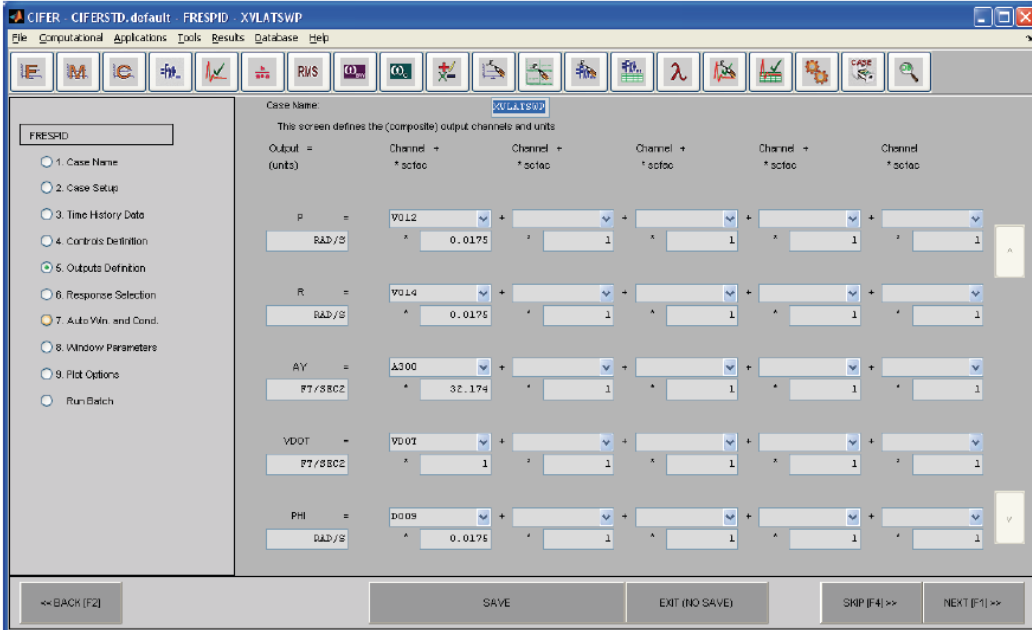 CIFER - CIFERSTD.default - FRESPID - XVLATSWP
File Computational Applications Tools Results Database Help
RMS
CASE
Case Name: XVLATSWP
This screen defines the (composite) output channels and units
FRESPID
1. Case Name
2. Case Setup
3. Time History Data
4. Controls Definition
5. Outputs Definition
6. Response Selection
7. Auto Win. and Cond.
8. Window Parameters
9. Plot Options
Run Batch
Output = Channel + Channel + Channel + Channel + Channel
(units) * scfac * scfac * scfac * scfac * scfac
P = V012 + + + +
RAD/S * 0.0175 * 1 * 1 * 1 * 1
R = V014 + + + +
RAD/S * 0.0175 * 1 * 1 * 1 * 1
AY = A300 + + + +
FT/SEC2 * 32.174 * 1 * 1 * 1 * 1
VDOT = VDOT + + + +
FT/SEC2 * 1 * 1 * 1 * 1 * 1
PHI = D009 + + + +
RAD/S * 0.0175 * 1 * 1 * 1 * 1
<< BACK [F2] SAVE EXIT (NO SAVE) SKIP [F4] >> NEXT [F1] >>